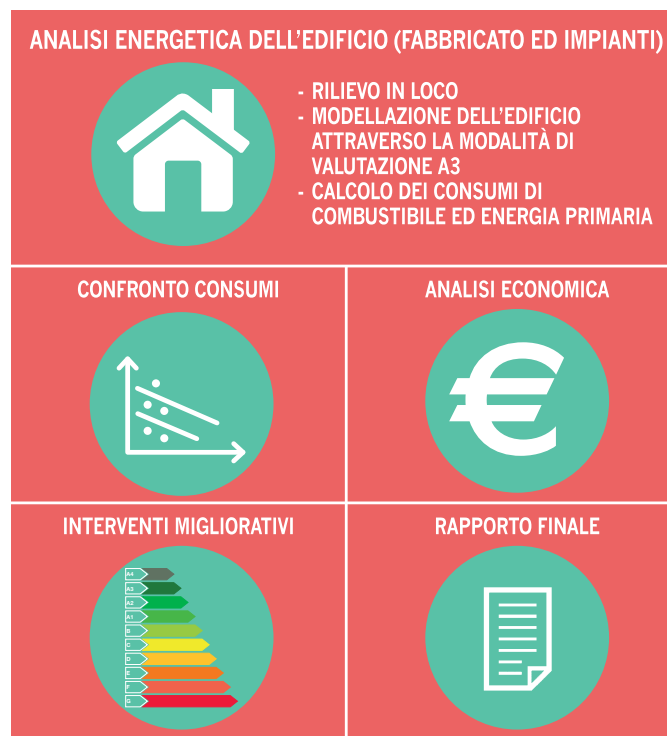 ANALISI ENERGETICA DELL'EDIFICIO (FABBRICATO ED IMPIANTI)
- RILIEVO IN LOCO
- MODELLAZIONE DELL'EDIFICIO
ATTRAVERSO LA MODALITÀ DI
VALUTAZIONE A3
- CALCOLO DEI CONSUMI DI
COMBUSTIBILE ED ENERGIA PRIMARIA
CONFRONTO CONSUMI
ANALISI ECONOMICA
€
INTERVENTI MIGLIORATIVI
RAPPORTO FINALE
A4
A3
A2
A1
B
C
D
E
F
G